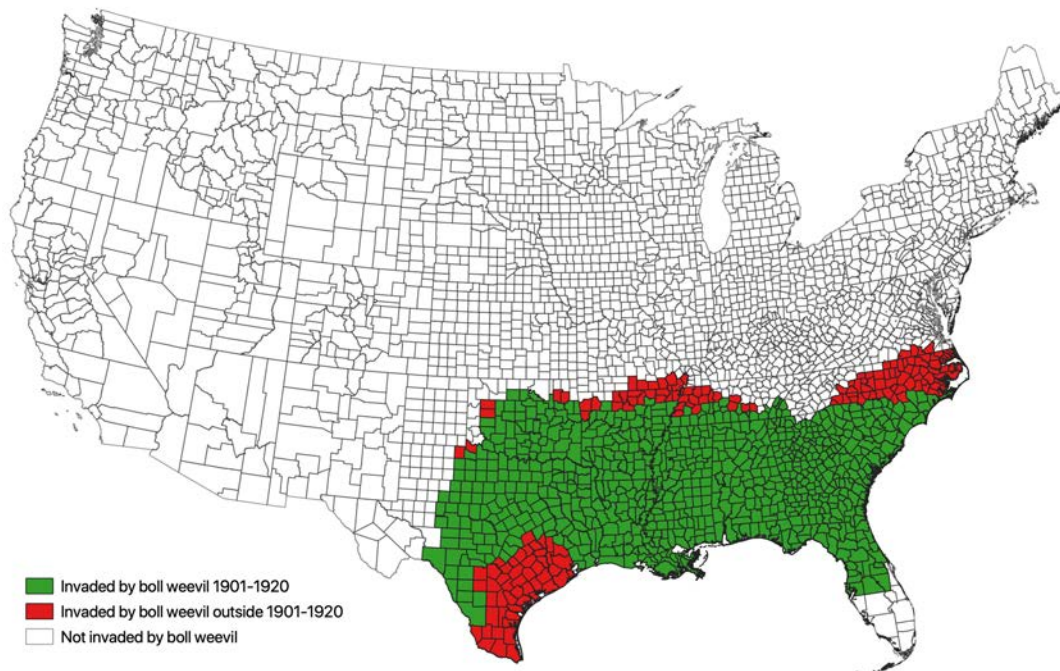 Invaded by boll weevil 1901-1920
Invaded by boll weevil outside 1901-1920
Not invaded by boll weevil